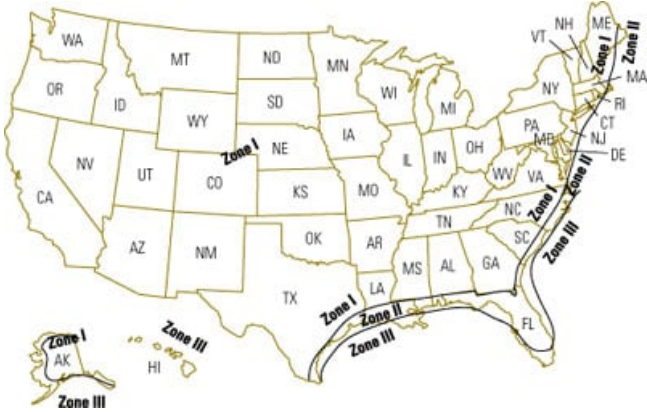 NH
ME
VT
Zone I
Zone II
WA
MT
ND
MN
MA
OR
ID
SD
WI
MI
NY
RI
WY
IA
PA
CT
NJ
MD
DE
Zone I
NE
IL
IN
OH
WV
VA
Zone II
NV
UT
CO
KS
MO
KY
Zone I
CA
NC
Zone III
TN
AZ
NM
OK
AR
SC
MS
AL
GA
TX
LA
Zone I
Zone II
Zone III
FL
Zone I
AK
Zone III
HI
Zone III